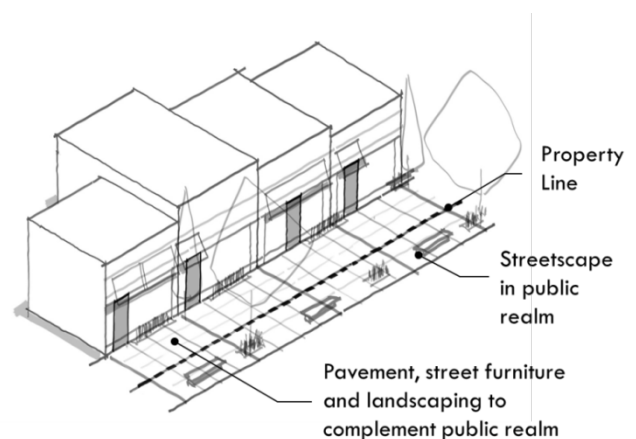 Property
Line
Streetscape
in public
realm
Pavement, street furniture
and landscaping to
complement public realm